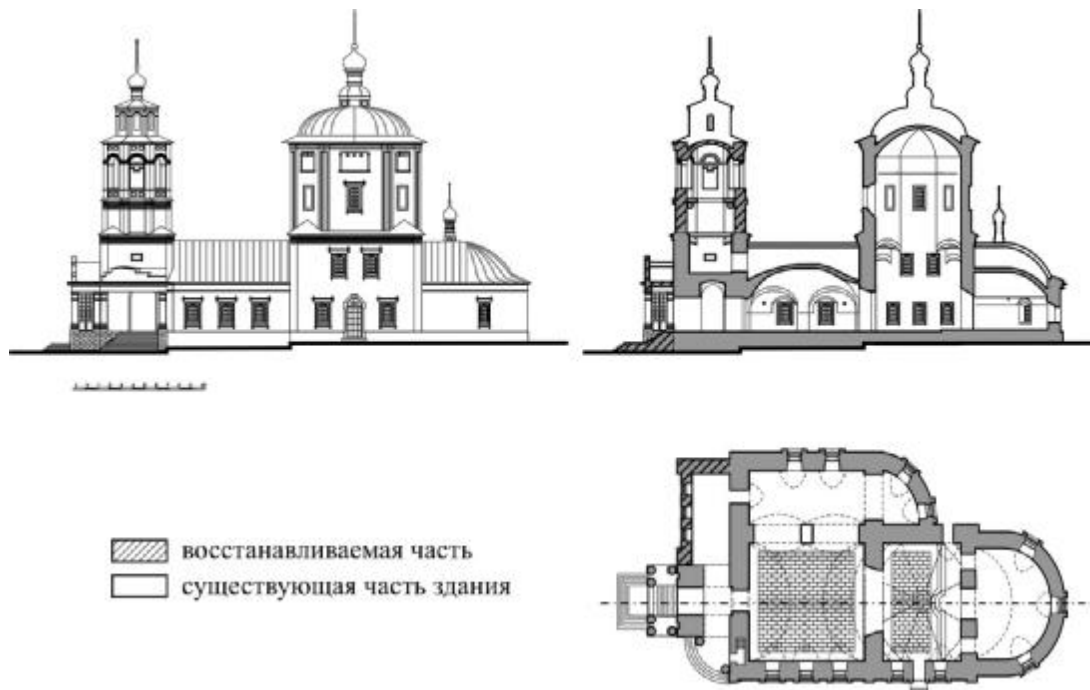 восстанавливаемая часть
существующая часть здания